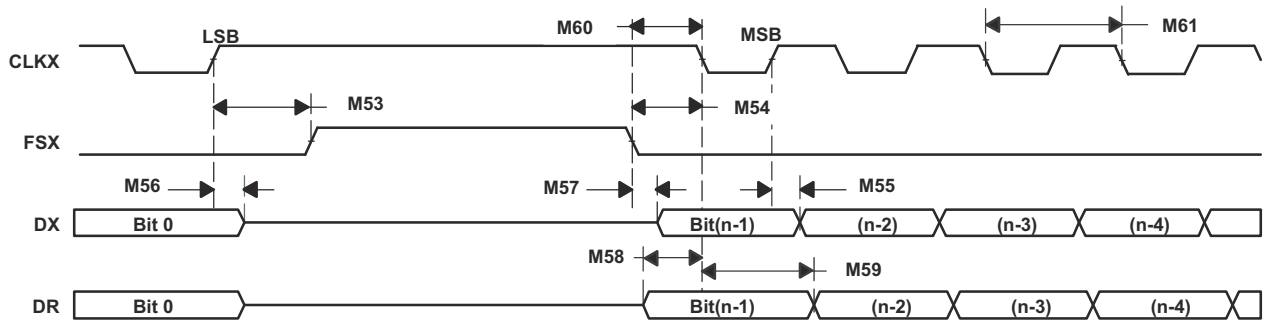 M60 MSB M61
LSB
CLKX
M53 M54
FSX
M56 M57 M55
DX Bit 0 Bit(n-1) (n-2) (n-3) (n-4)
M58 M59
DR Bit 0 Bit(n-1) (n-2) (n-3) (n-4)